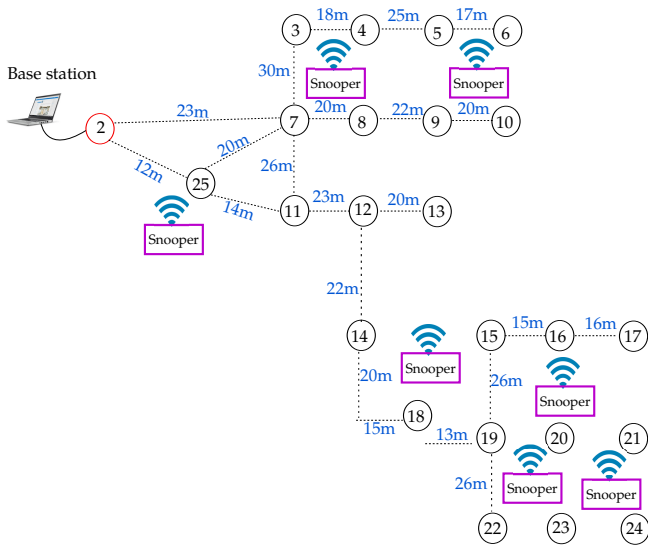 18m 25m 17m
3 4 5 6
Base station
30m
Snooper Snooper
23m 20m 22m 20m
2 7 8 9 10
20m
12m 26m
25
14m 23m 20m
11 12 13
Snooper
22m
14 15 15m 16 16m 17
20m Snooper 26m
Snooper
15m 18
13m 19 20 21
26m Snooper Snooper
22 23 24